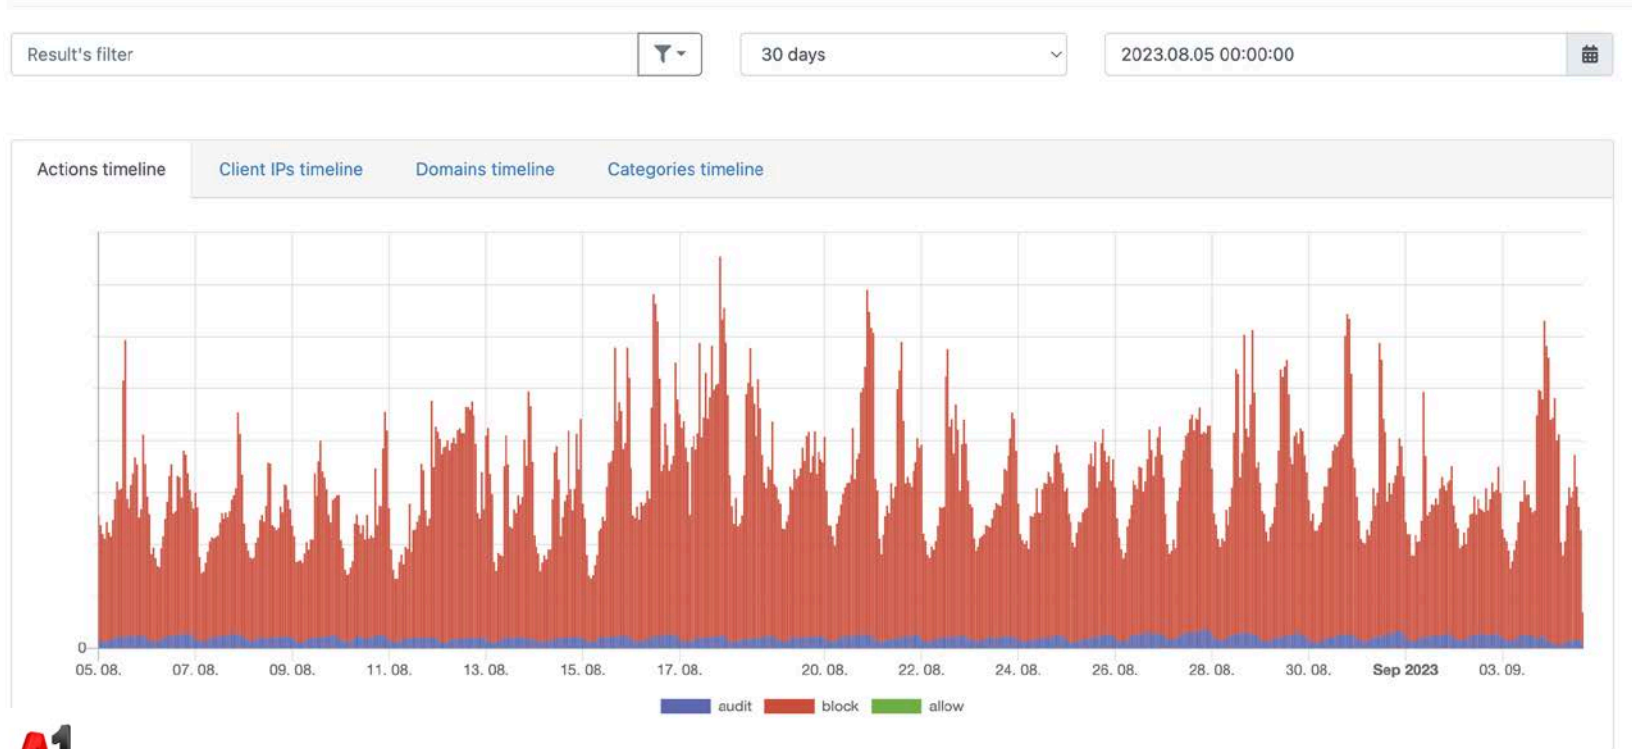 Result's filter
30 days
2023.08.05 00:00:00
Actions timeline Client IPs timeline Domains timeline Categories timeline
0
05. 08. 07. 08. 09. 08. 11. 08. 13. 08. 15. 08. 17. 08. 20. 08. 22. 08. 24. 08. 26. 08. 28. 08. 30. 08. Sep 2023 03. 09.
audit block allow
A1